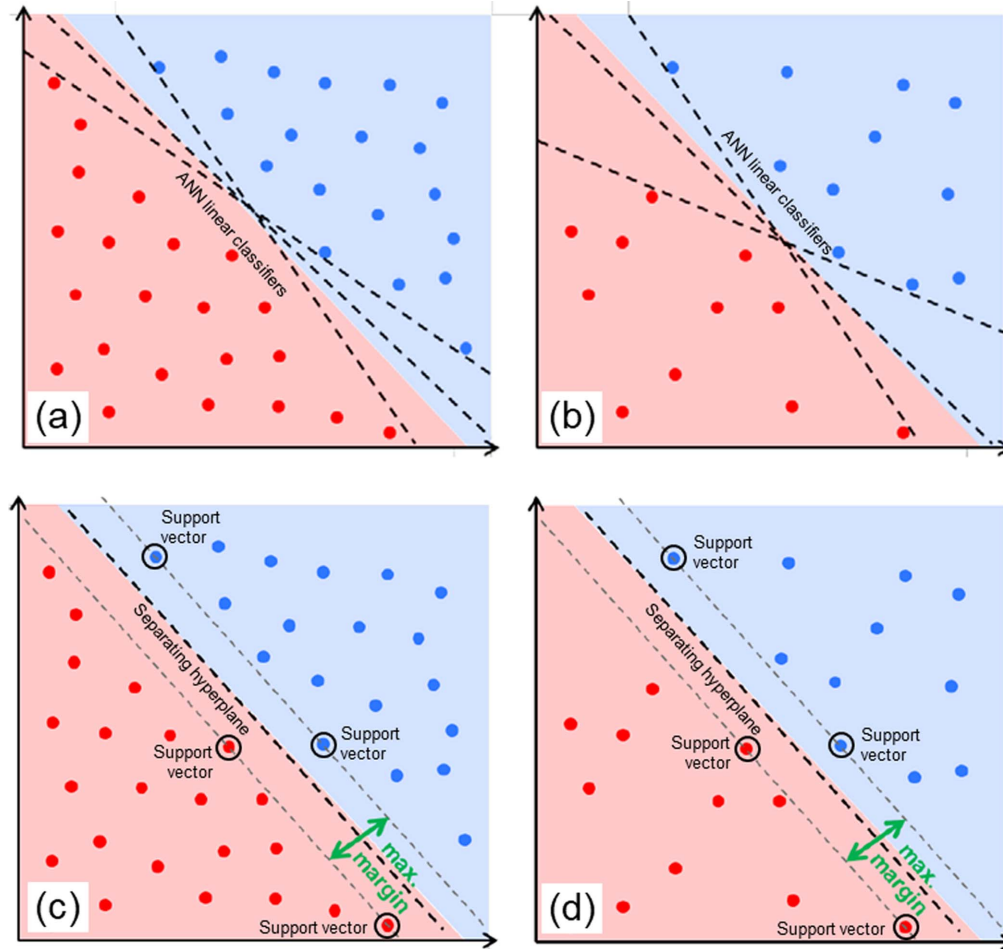 ANN linear classifiers
(a)
ANN linear classifiers
(b)
Support
vector
Separating hyperplane
Support
vector
Support
vector
max.
margin
Support vector
(c)
Support
vector
Separating hyperplane
Support
vector
Support
vector
max.
margin
Support vector
(d)